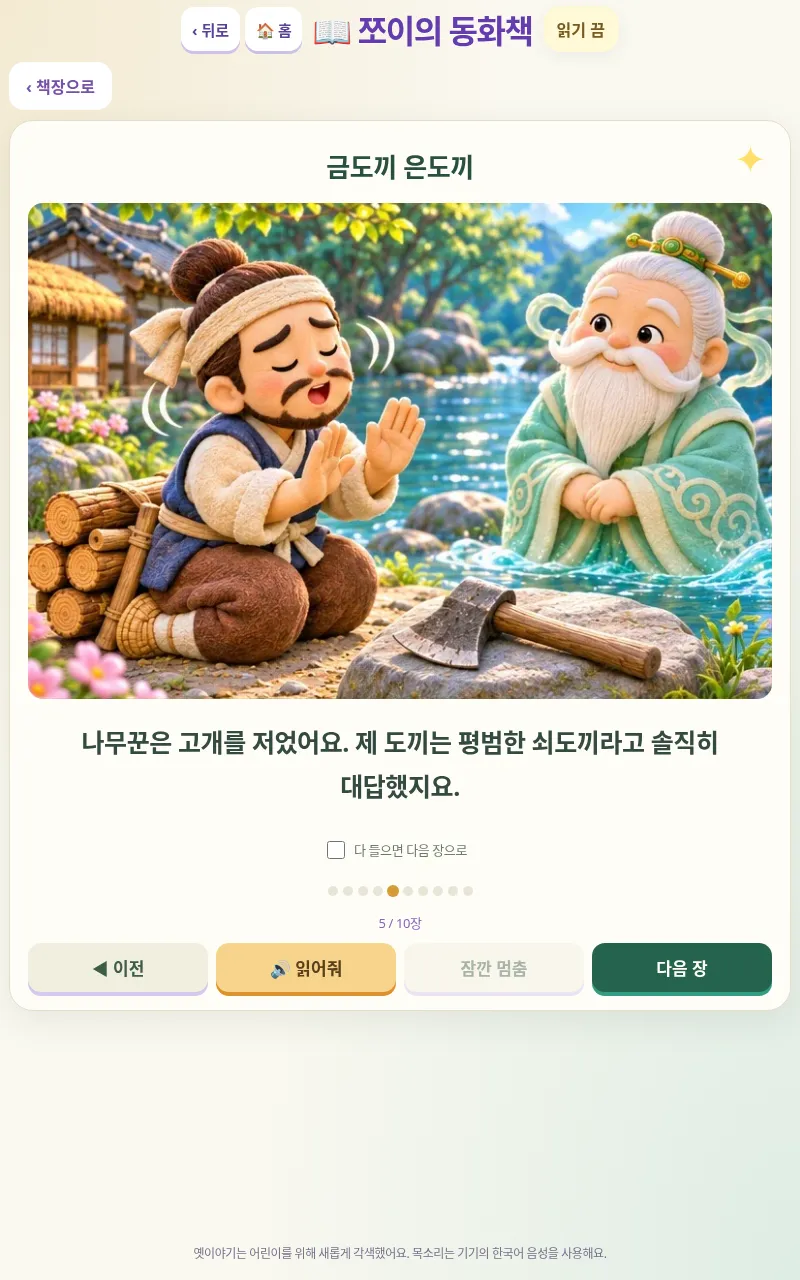 ‹ 뒤로 🏠 홈 📖 쪼이의 동화책 읽기 끝
‹ 책장으로
금도끼 은도끼
나무꾼은 고개를 저었어요. 제 도끼는 평범한 쇠도끼라고 솔직히
대답했지요.
다 들으면 다음 장으로
5 / 10장
◀ 이전 🔊 읽어줘 잠깐 멈춤 다음 장
옛이야기는 어린이를 위해 새롭게 각색했어요. 목소리는 기기의 한국어 음성을 사용해요.